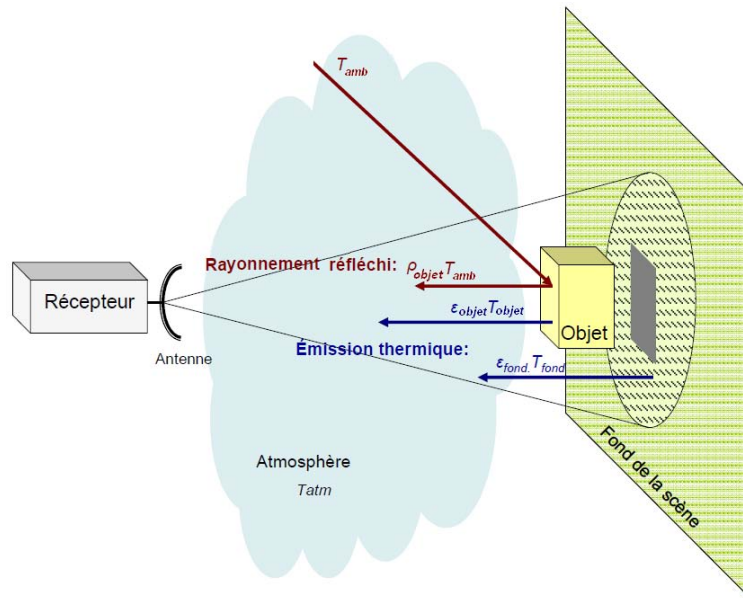 T_amb
Rayonnement réfléchi: ρ_objet T_amb
Récepteur
ε_objet T_objet
Objet
Antenne
Émission thermique:
ε_fond. T_fond
Fond de la scène
Atmosphère
Tatm